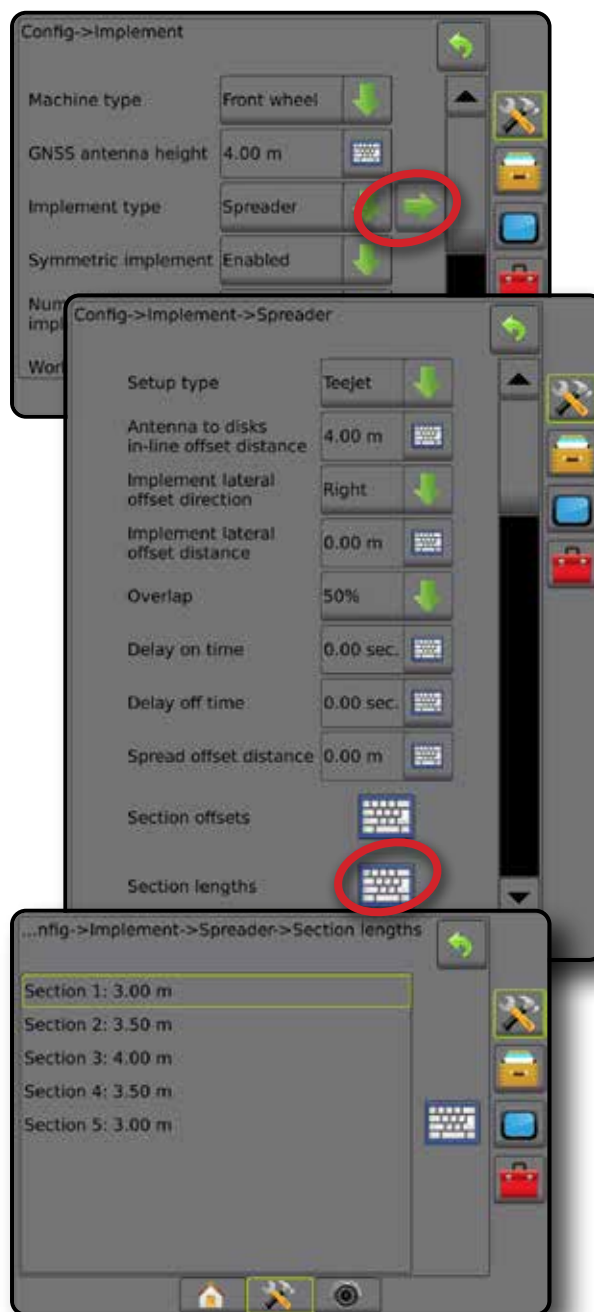 Config->Implement
Machine type Front wheel
GNSS antenna height 4.00 m
Implement type Spreader
Symmetric implement Enabled
Config->Implement->Spreader
Setup type Teejet
Antenna to disks
in-line offset distance 4.00 m
Implement lateral
offset direction Right
Implement lateral
offset distance 0.00 m
Overlap 50%
Delay on time 0.00 sec.
Delay off time 0.00 sec.
Spread offset distance 0.00 m
Section offsets
Section lengths
...nfig->Implement->Spreader->Section lengths
Section 1: 3.00 m
Section 2: 3.50 m
Section 3: 4.00 m
Section 4: 3.50 m
Section 5: 3.00 m